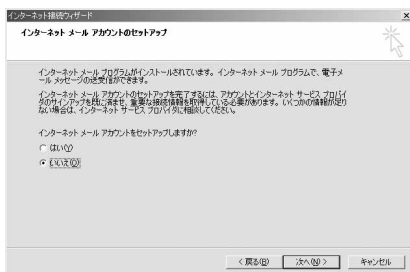 インターネット接続ウィザード
インターネット メール アカウントのセットアップ
インターネット メール プログラムがインストールされています。インターネット メール プログラムで、電子メ
ール メッセージの送受信ができます。
インターネット メール アカウントのセットアップを完了するには、アカウントとインターネット サービス プロバイ
ダのサインアップを既に済ませ、重要な接続情報を取得している必要があります。いくつかの情報が足り
ない場合は、インターネット サービス プロバイダに相談してください。
インターネット メール アカウントをセットアップしますか?
はい(Y)
いいえ(O)
< 戻る(B)
次へ(N) >
キャンセル